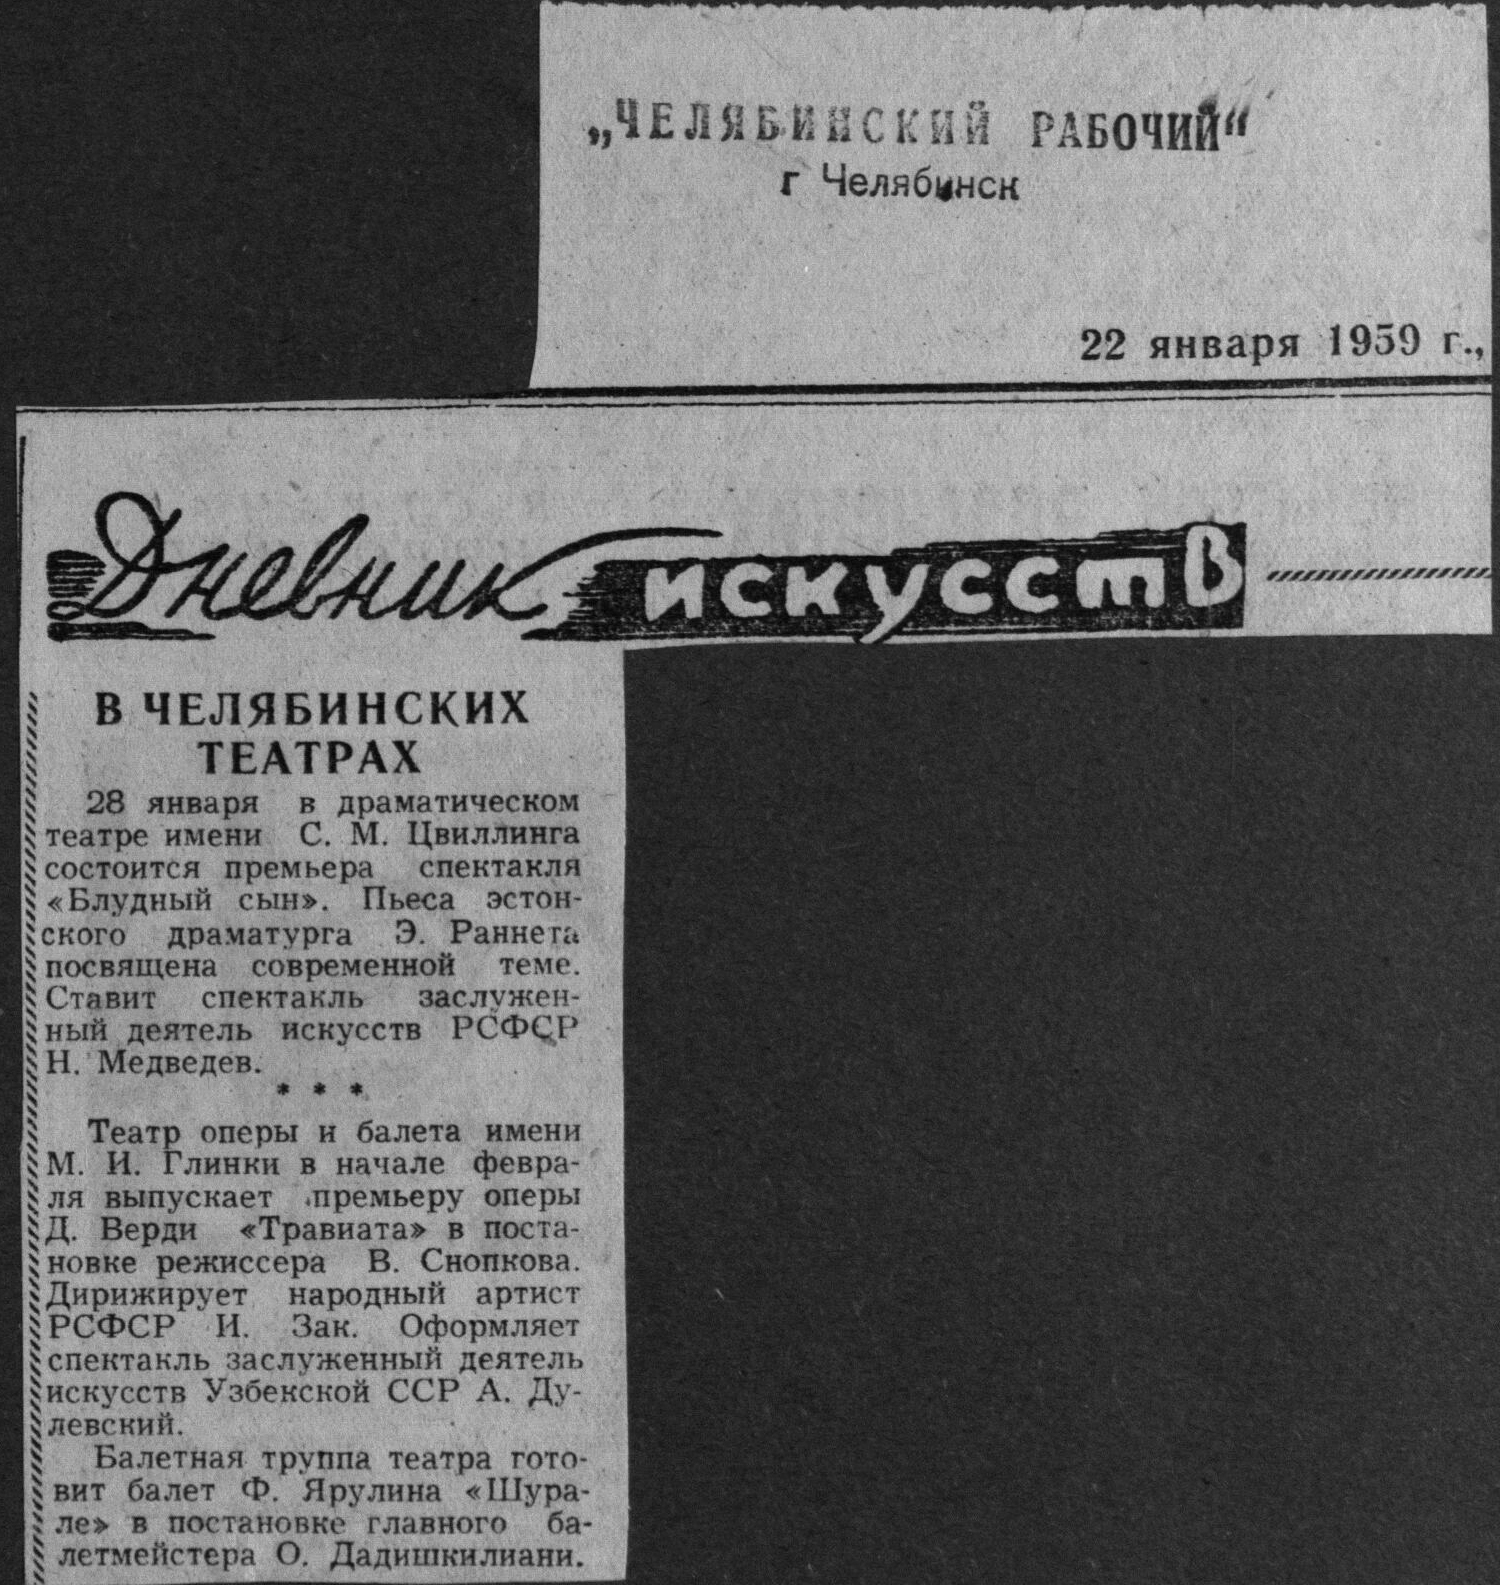 „ЧЕЛЯБИНСКИЙ РАБОЧИЙ“
г Челябинск
22 января 1959 г.,
Дневник искусств
В ЧЕЛЯБИНСКИХ
ТЕАТРАХ
28 января в драматическом
театре имени С. М. Цвиллинга
состоится премьера спектакля
«Блудный сын». Пьеса эстон-
ского драматурга Э. Раннета
посвящена современной теме.
Ставит спектакль заслужен-
ный деятель искусств РСФСР
Н. Медведев.
* * *
Театр оперы и балета имени
М. И. Глинки в начале февра-
ля выпускает премьеру оперы
Д. Верди «Травиата» в поста-
новке режиссера В. Снопкова.
Дирижирует народный артист
РСФСР И. Зак. Оформляет
спектакль заслуженный деятель
искусств Узбекской ССР А. Ду-
левский.
Балетная труппа театра гото-
вит балет Ф. Ярулина «Шура-
ле» в постановке главного ба-
летмейстера О. Дадишкилиани.